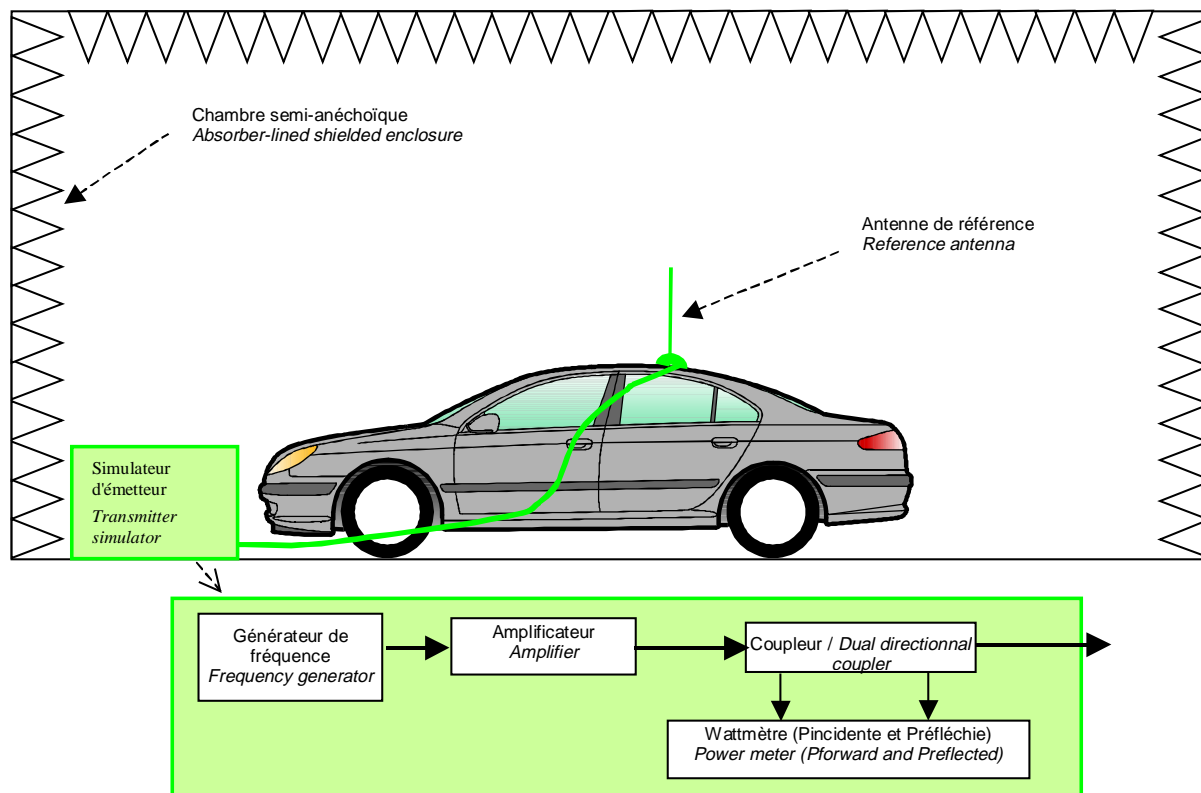 Chambre semi-anéchoïque
Absorber-lined shielded enclosure
Antenne de référence
Reference antenna
Simulateur
d'émetteur
Transmitter
simulator
Générateur de
fréquence
Frequency generator
Amplificateur
Amplifier
Coupleur / Dual directionnal
coupler
Wattmètre (Pincidente et Préfléchie)
Power meter (Pforward and Preflected)